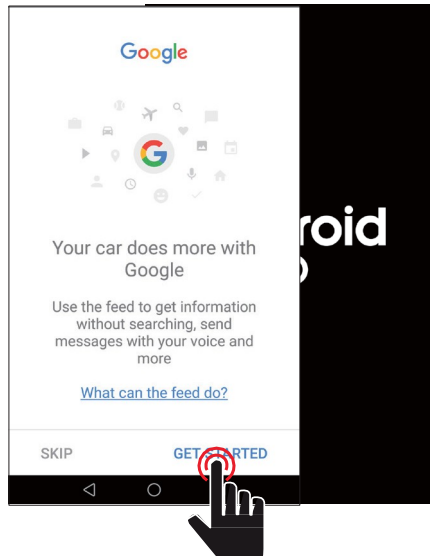 Google
Your car does more with
Google
Use the feed to get information
without searching, send
messages with your voice and
more
What can the feed do?
SKIP
GET STARTED
roid